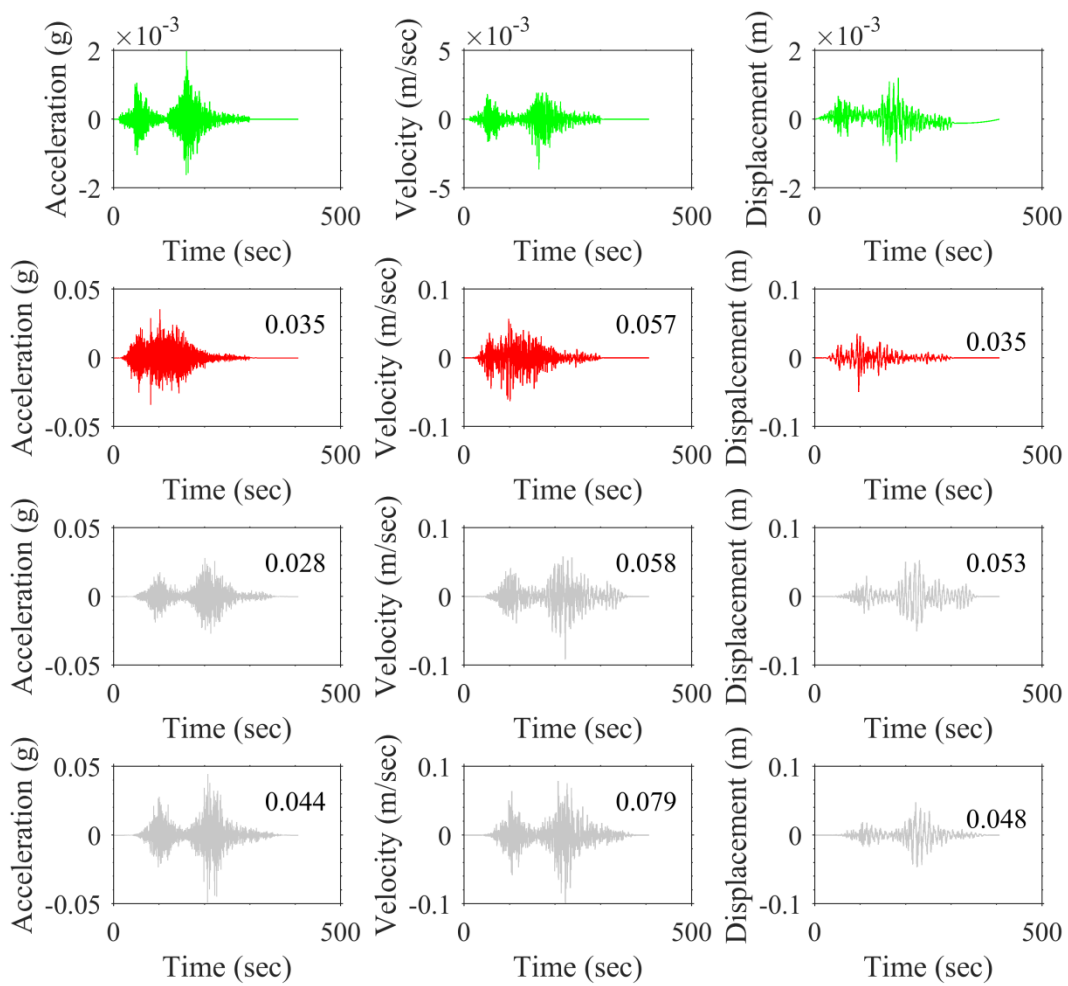 ×10⁻³ ×10⁻³ ×10⁻³
Acceleration (g) Velocity (m/sec) Displacement (m)
2 5 2
0 0 0
-2 -5 -2
0 500 0 500 0 500
Time (sec) Time (sec) Time (sec)
Acceleration (g) Velocity (m/sec) Dispalcement (m)
0.05 0.1 0.1
0.035 0.057 0.035
0 0 0
-0.05 -0.1 -0.1
0 500 0 500 0 500
Time (sec) Time (sec) Time (sec)
Acceleration (g) Velocity (m/sec) Displacement (m)
0.05 0.1 0.1
0.028 0.058 0.053
0 0 0
-0.05 -0.1 -0.1
0 500 0 500 0 500
Time (sec) Time (sec) Time (sec)
Acceleration (g) Velocity (m/sec) Displacement (m)
0.05 0.1 0.1
0.044 0.079 0.048
0 0 0
-0.05 -0.1 -0.1
0 500 0 500 0 500
Time (sec) Time (sec) Time (sec)